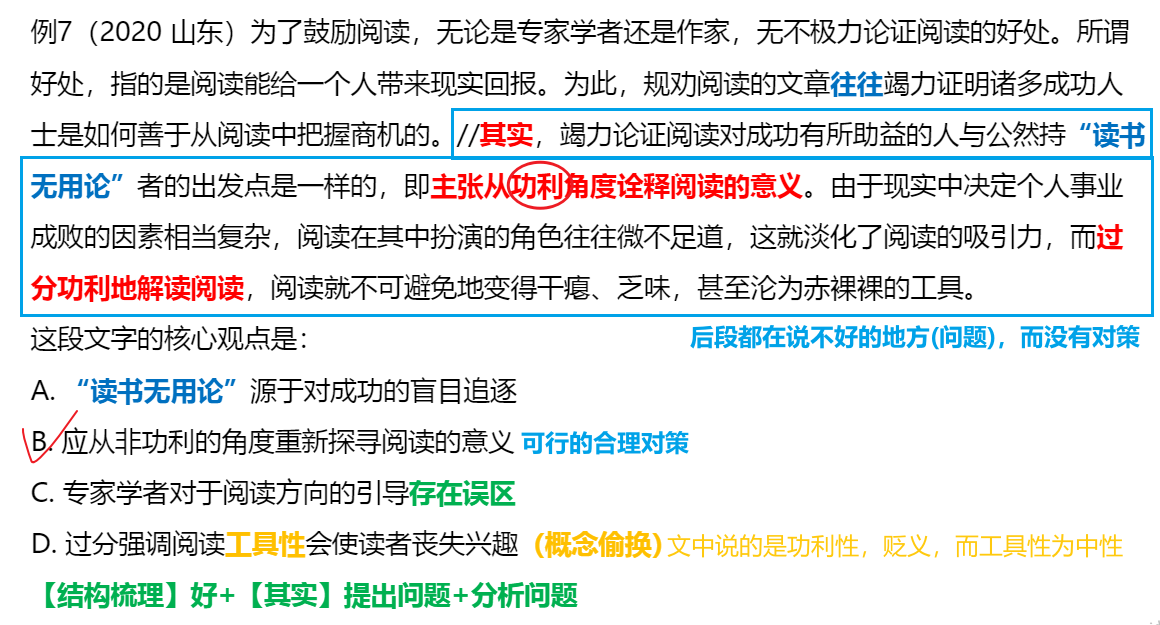 例7（2020 山东）为了鼓励阅读，无论是专家学者还是作家，无不极力论证阅读的好处。所谓
好处，指的是阅读能给一个人带来现实回报。为此，规劝阅读的文章往往竭力证明诸多成功人
士是如何善于从阅读中把握商机的。//其实，竭力论证阅读对成功有所助益的人与公然持“读书
无用论”者的出发点是一样的，即主张从功利角度诠释阅读的意义。由于现实中决定个人事业
成败的因素相当复杂，阅读在其中扮演的角色往往微不足道，这就淡化了阅读的吸引力，而过
分功利地解读阅读，阅读就不可避免地变得干瘪、乏味，甚至沦为赤裸裸的工具。
这段文字的核心观点是：
后段都在说不好的地方(问题)，而没有对策
A. “读书无用论”源于对成功的盲目追逐
B. 应从非功利的角度重新探寻阅读的意义 可行的合理对策
C. 专家学者对于阅读方向的引导存在误区
D. 过分强调阅读工具性会使读者丧失兴趣（概念偷换）文中说的是功利性，贬义，而工具性为中性
【结构梳理】好+【其实】提出问题+分析问题